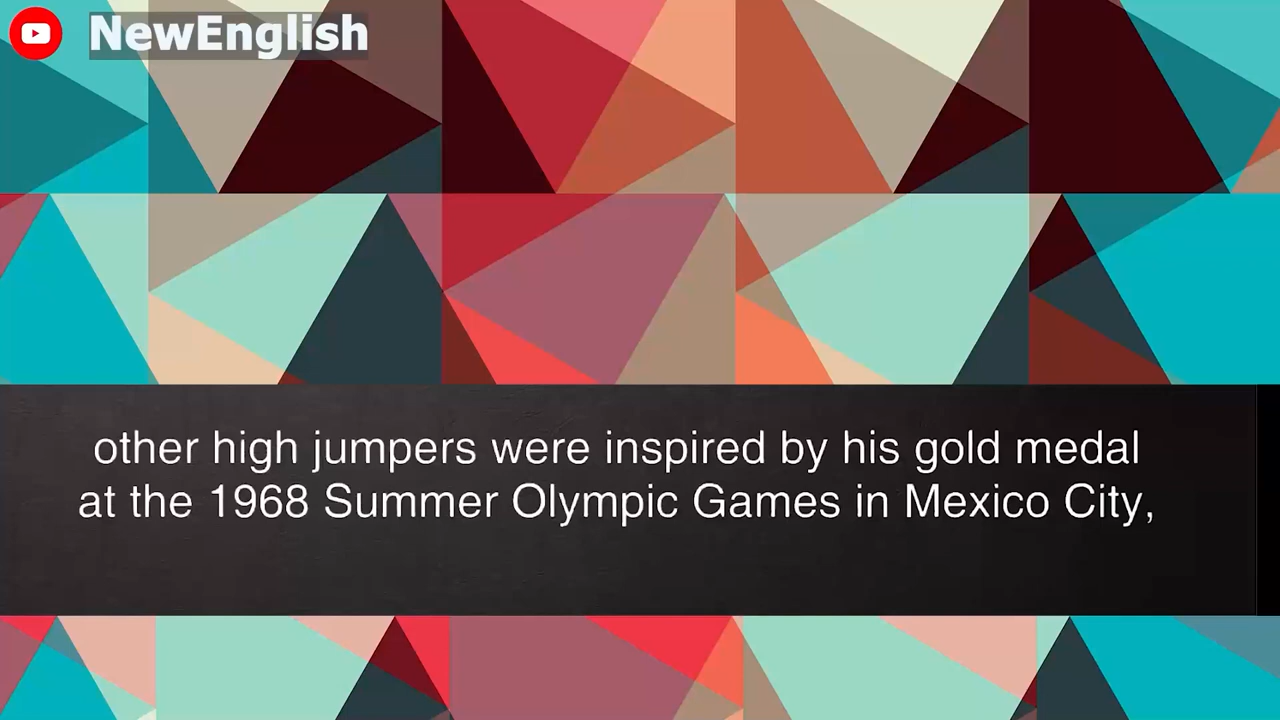 NewEnglish
other high jumpers were inspired by his gold medal
at the 1968 Summer Olympic Games in Mexico City,